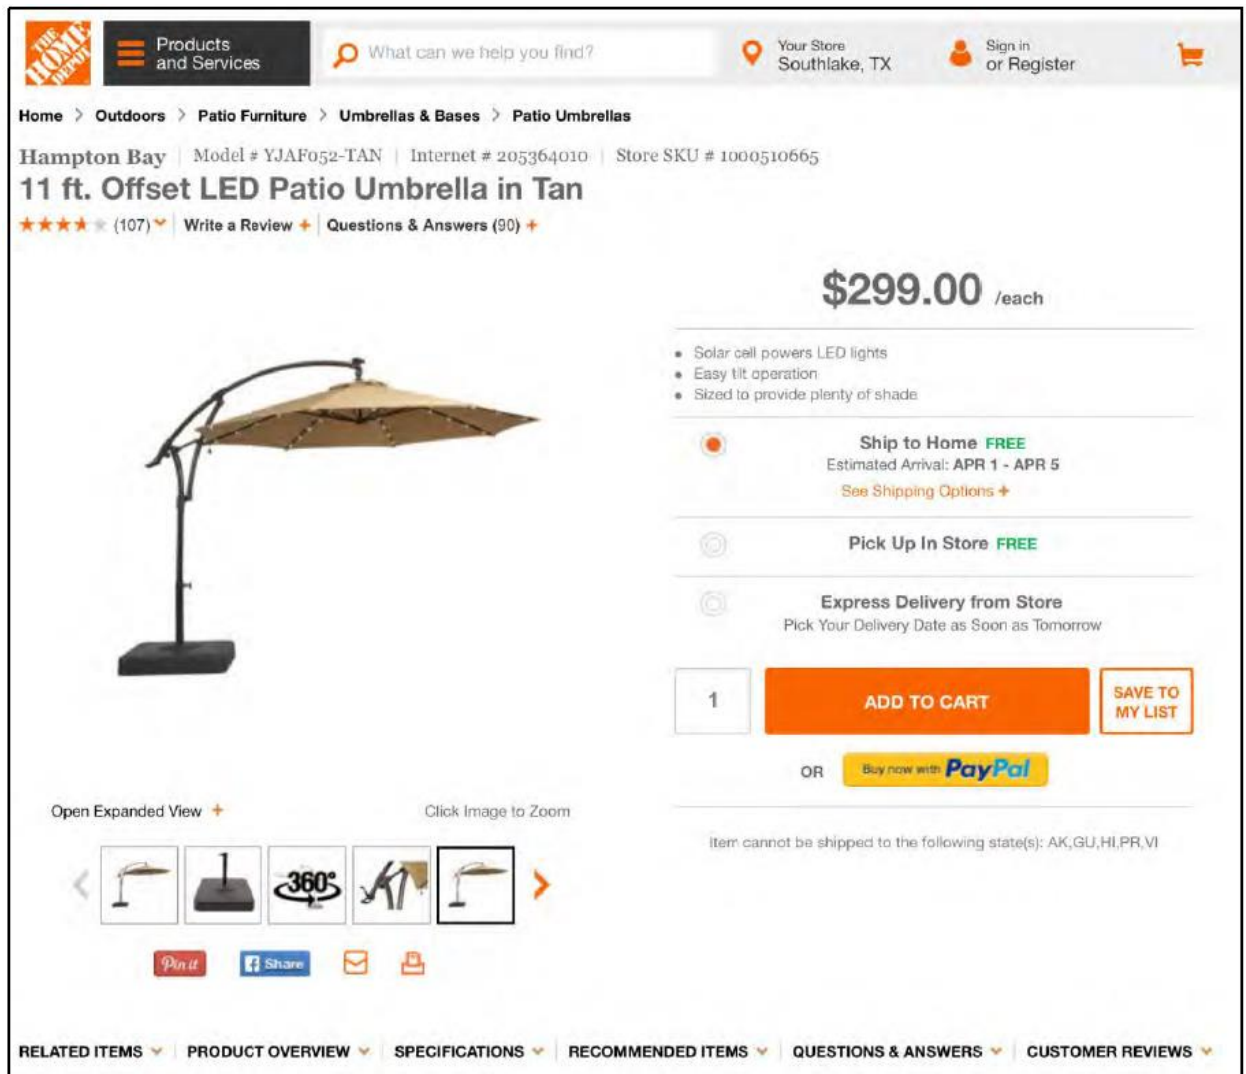 THE
HOME
DEPOT
Products
and Services
What can we help you find?
Your Store
Southlake, TX
Sign in
or Register
Home > Outdoors > Patio Furniture > Umbrellas & Bases > Patio Umbrellas
Hampton Bay | Model # YJAF052-TAN | Internet # 205364010 | Store SKU # 1000510665
11 ft. Offset LED Patio Umbrella in Tan
(107) | Write a Review + | Questions & Answers (90) +
$299.00 /each
• Solar cell powers LED lights
• Easy tilt operation
• Sized to provide plenty of shade
Ship to Home FREE
Estimated Arrival: APR 1 - APR 5
See Shipping Options +
Pick Up In Store FREE
Express Delivery from Store
Pick Your Delivery Date as Soon as Tomorrow
1
ADD TO CART
SAVE TO
MY LIST
OR
Buy now with PayPal
Item cannot be shipped to the following state(s): AK,GU,HI,PR,VI
Open Expanded View +
Click Image to Zoom
360°
Pin it
Share
RELATED ITEMS | PRODUCT OVERVIEW | SPECIFICATIONS | RECOMMENDED ITEMS | QUESTIONS & ANSWERS | CUSTOMER REVIEWS